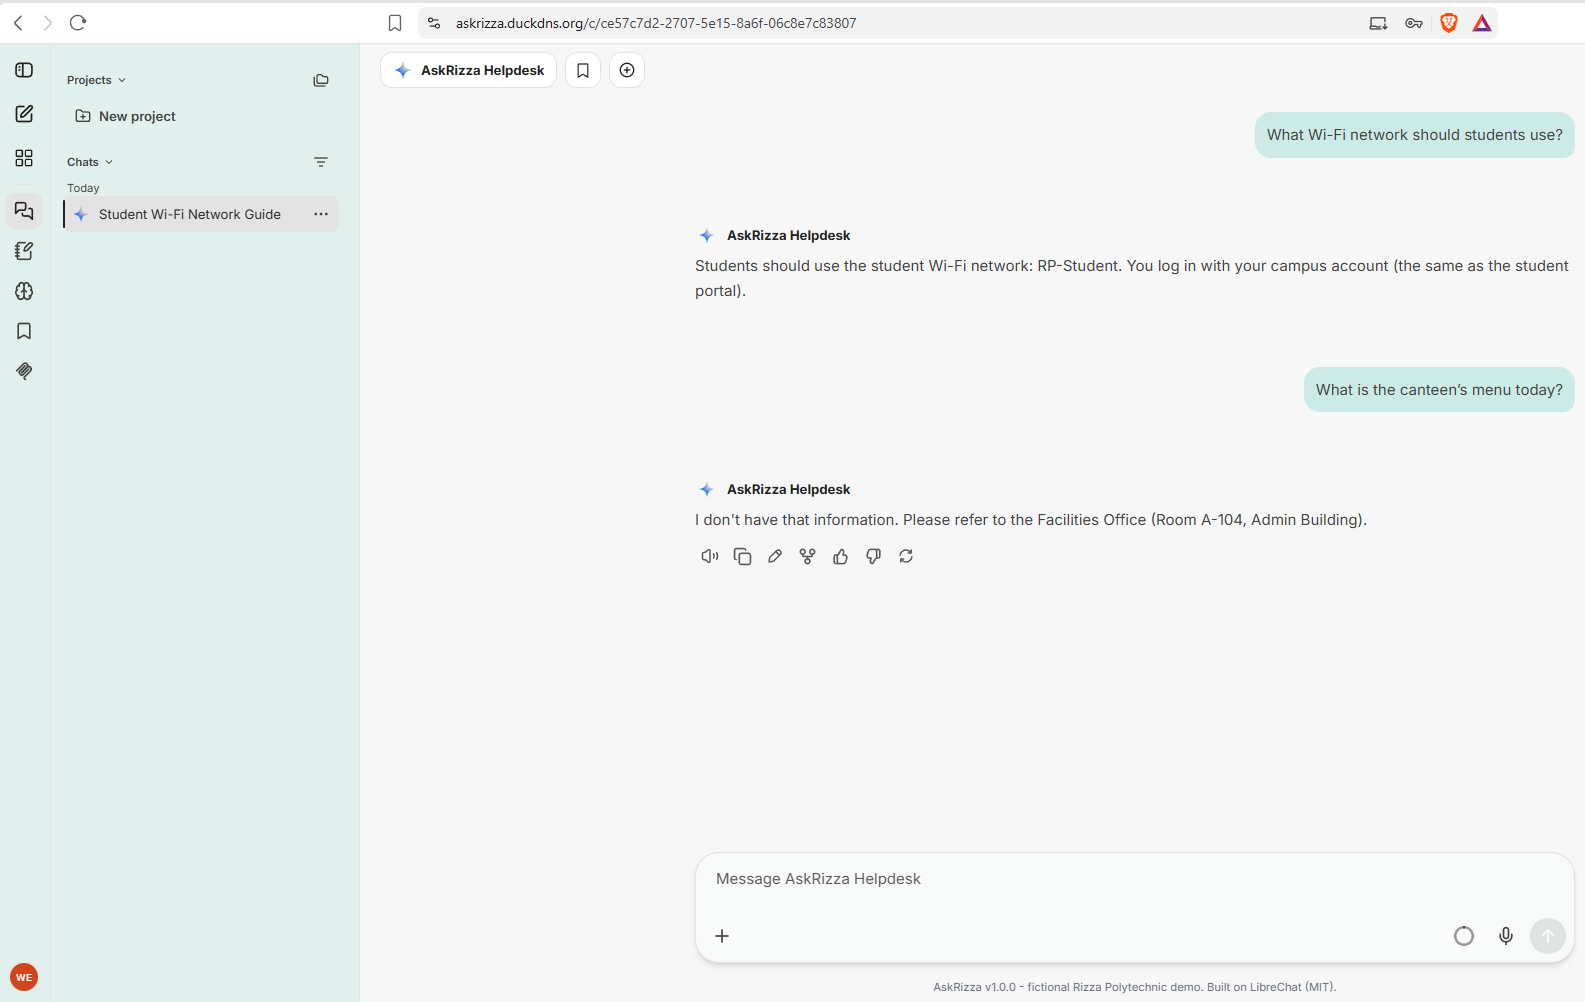 askrizza.duckdns.org/c/ce57c7d2-2707-5e15-8a6f-06c8e7c83807
Projects
New project
Chats
Today
Student Wi-Fi Network Guide
WE
AskRizza Helpdesk
What Wi-Fi network should students use?
AskRizza Helpdesk
Students should use the student Wi-Fi network: RP-Student. You log in with your campus account (the same as the student
portal).
What is the canteen’s menu today?
AskRizza Helpdesk
I don't have that information. Please refer to the Facilities Office (Room A-104, Admin Building).
Message AskRizza Helpdesk
AskRizza v1.0.0 - fictional Rizza Polytechnic demo. Built on LibreChat (MIT).